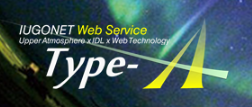 IUGONET Web Service
Upper Atmosphere x IDL x Web Technology
Type-A